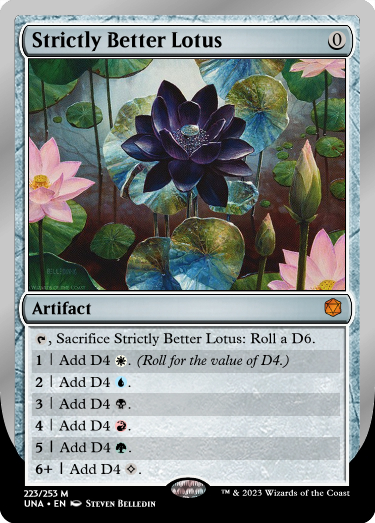 Strictly Better Lotus 0
Artifact
, Sacrifice Strictly Better Lotus: Roll a D6.
1 | Add D4 . (Roll for the value of D4.)
2 | Add D4 .
3 | Add D4 .
4 | Add D4 .
5 | Add D4 .
6+ | Add D4 .
223/253 M
UNA • EN STEVEN BELLEDIN
™ & 2023 Wizards of the Coast